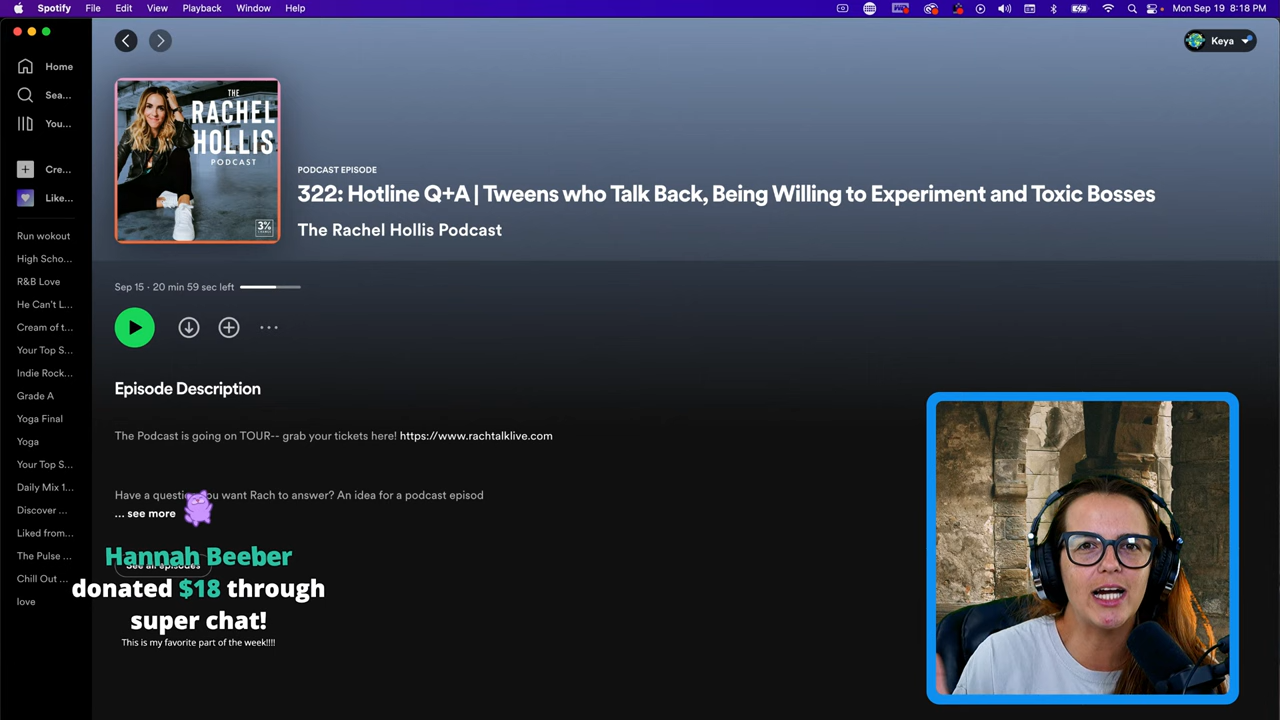 Spotify File Edit View Playback Window Help
Mon Sep 19 8:18 PM
Home
Sea...
You...
Cre...
Like...
Run wokout
High Scho...
R&B Love
He Can't L...
Cream of t...
Your Top S...
Indie Rock...
Grade A
Yoga Final
Yoga
Your Top S...
Daily Mix 1...
Discover ...
Liked from...
The Pulse ...
Chill Out ...
love
Keya
THE
RACHEL
HOLLIS
PODCAST
3%
PODCAST EPISODE
322: Hotline Q+A | Tweens who Talk Back, Being Willing to Experiment and Toxic Bosses
The Rachel Hollis Podcast
Sep 15 · 20 min 59 sec left
Episode Description
The Podcast is going on TOUR-- grab your tickets here! https://www.rachtalklive.com
Have a question you want Rach to answer? An idea for a podcast episod
... see more
See all episodes
Hannah Beeber
donated $18 through
super chat!
This is my favorite part of the week!!!!